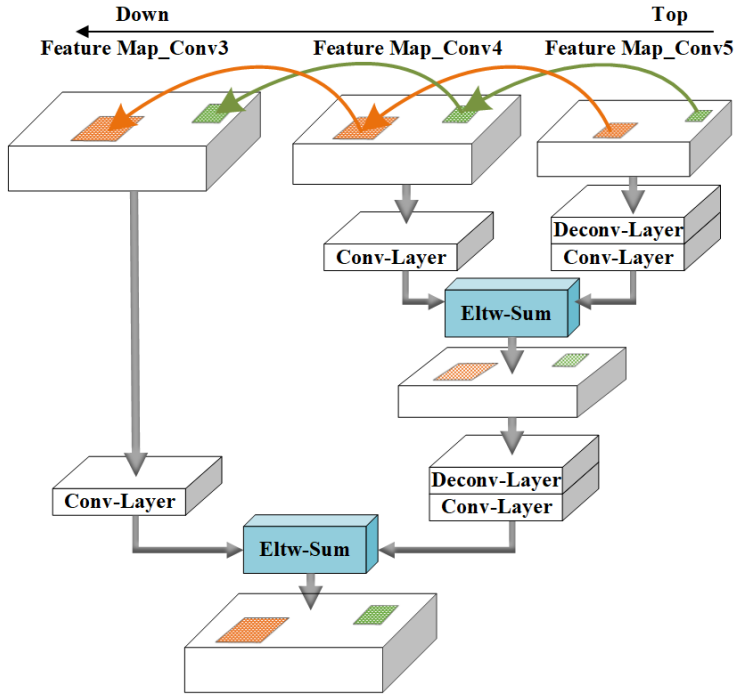 Down
Top
Feature Map_Conv3
Feature Map_Conv4
Feature Map_Conv5
Deconv-Layer
Conv-Layer
Conv-Layer
Eltw-Sum
Deconv-Layer
Conv-Layer
Conv-Layer
Eltw-Sum